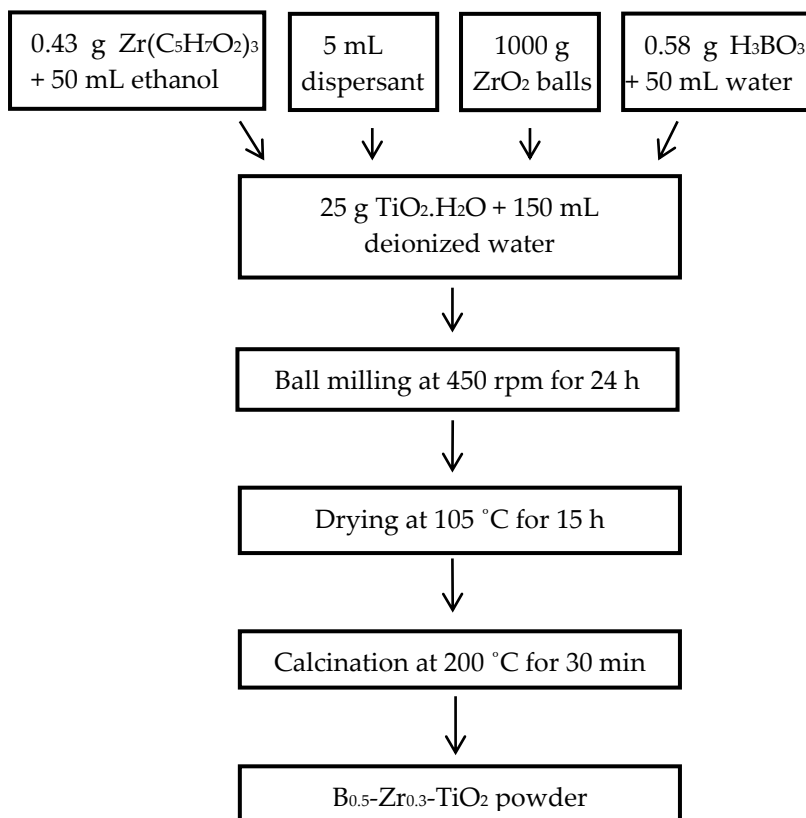 0.43 g Zr(C₅H₇O₂)₃
+ 50 mL ethanol
5 mL
dispersant
1000 g
ZrO₂ balls
0.58 g H₃BO₃
+ 50 mL water
25 g TiO₂.H₂O + 150 mL
deionized water
Ball milling at 450 rpm for 24 h
Drying at 105 °C for 15 h
Calcination at 200 °C for 30 min
B₀.₅-Zr₀.₃-TiO₂ powder